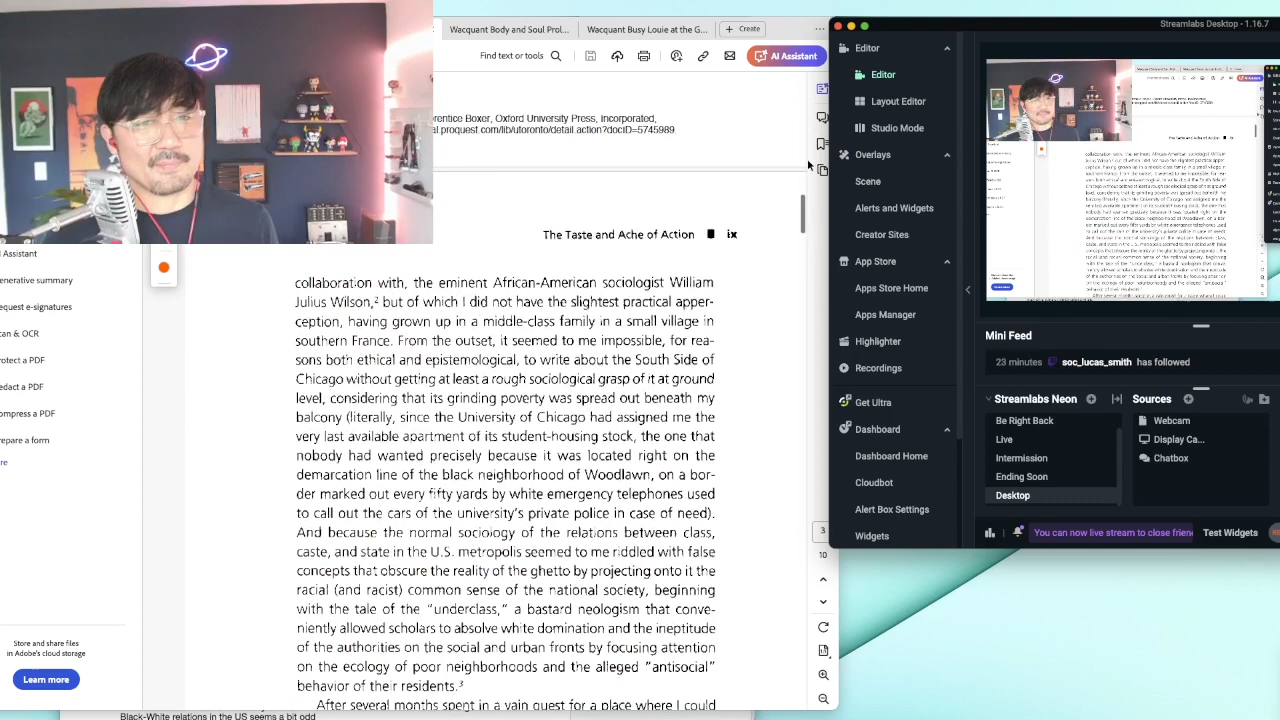 Wacquant Body and Soul Prol...
Wacquant Busy Louie at the G...
Create
Find text or tools
AI Assistant
rentice Boxer, Oxford University Press, Incorporated,
al.proquest.com/lib/utoronto/detail.action?docID=5745989.
The Taste and Ache of Action ix
collaboration with, the eminent African-American sociologist William
Julius Wilson,2 but of which I did not have the slightest practical apper-
ception, having grown up in a middle-class family in a small village in
southern France. From the outset, it seemed to me impossible, for rea-
sons both ethical and epistemological, to write about the South Side of
Chicago without getting at least a rough sociological grasp of it at ground
level, considering that its grinding poverty was spread out beneath my
balcony (literally, since the University of Chicago had assigned me the
very last available apartment of its student-housing stock, the one that
nobody had wanted precisely because it was located right on the
demarcation line of the black neighborhood of Woodlawn, on a bor-
der marked out every fifty yards by white emergency telephones used
to call out the cars of the university's private police in case of need).
And because the normal sociology of the relations between class,
caste, and state in the U.S. metropolis seemed to me riddled with false
concepts that obscure the reality of the ghetto by projecting onto it the
racial (and racist) common sense of the national society, beginning
with the tale of the "underclass," a bastard neologism that conve-
niently allowed scholars to absolve white domination and the ineptitude
of the authorities on the social and urban fronts by focusing attention
on the ecology of poor neighborhoods and the alleged "antisocial"
behavior of their residents.3
After several months spent in a vain quest for a place where I could
I Assistant
enerative summary
equest e-signatures
can & OCR
rotect a PDF
edact a PDF
ompress a PDF
repare a form
re
Store and share files
in Adobe's cloud storage
Learn more
Black-White relations in the US seems a bit odd
3
10
Streamlabs Desktop - 1.16.7
Editor
Editor
Layout Editor
Studio Mode
Overlays
Scene
Alerts and Widgets
Creator Sites
App Store
Apps Store Home
Apps Manager
Highlighter
Recordings
Get Ultra
Dashboard
Dashboard Home
Cloudbot
Alert Box Settings
Widgets
Mini Feed
23 minutes soc_lucas_smith has followed
Streamlabs Neon
Be Right Back
Live
Intermission
Ending Soon
Desktop
Sources
Webcam
Display Ca...
Chatbox
You can now live stream to close frien
Test Widgets
RE